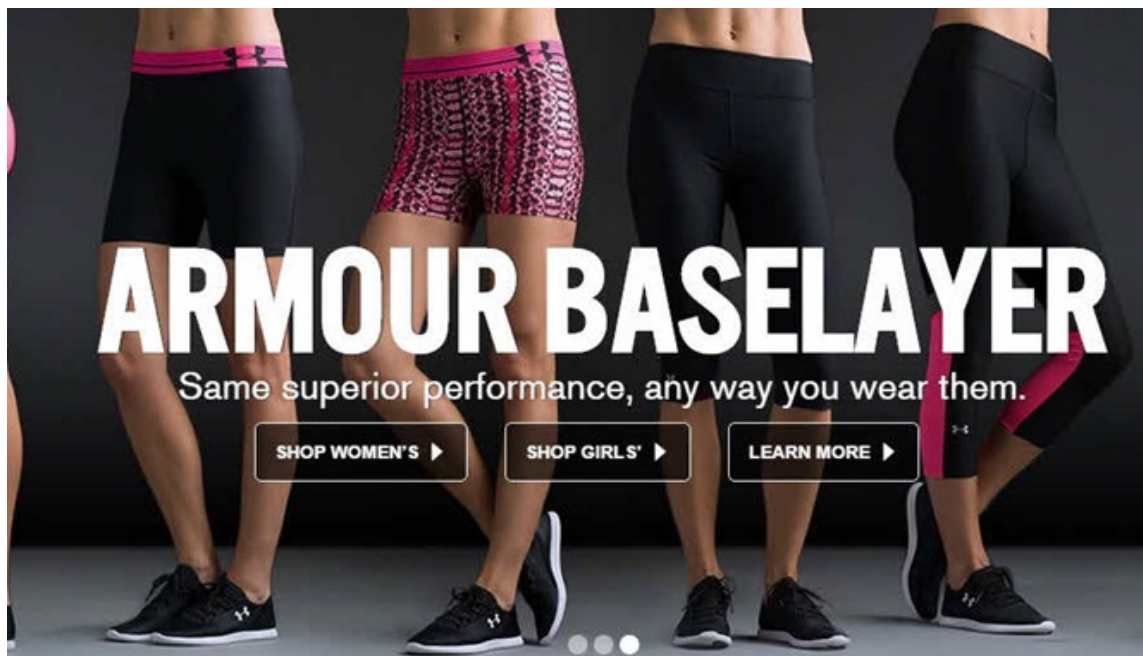 ARMOUR BASELAYER
Same superior performance, any way you wear them.
SHOP WOMEN'S
SHOP GIRLS'
LEARN MORE